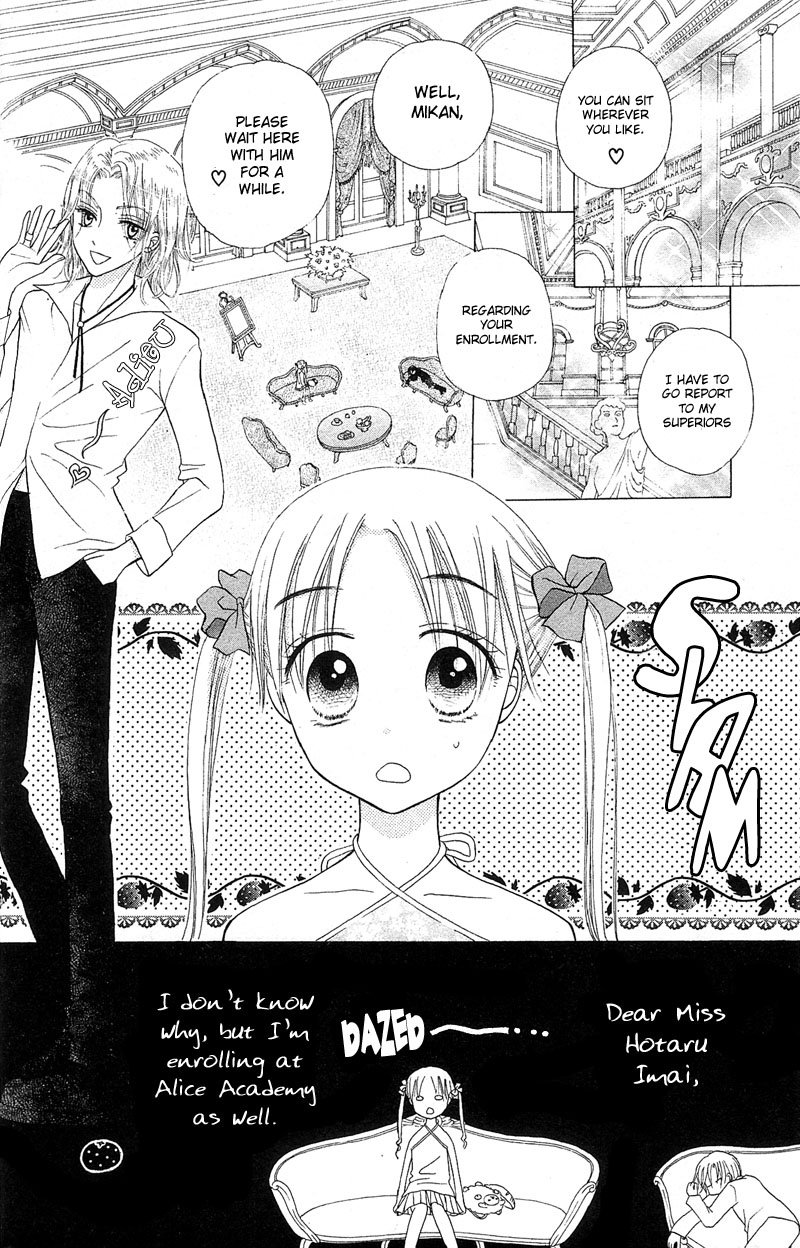 YOU CAN SIT
WHEREVER
YOU LIKE.
♡
WELL,
MIKAN,
PLEASE
WAIT HERE
WITH HIM
FOR A
WHILE.
♡
I HAVE TO
GO REPORT
TO MY
SUPERIORS
REGARDING
YOUR
ENROLLMENT.
SLAM
Dear Miss
Hotaru
Imai,
DAZED
I don't know
why, but I'm
enrolling at
Alice Academy
as well.